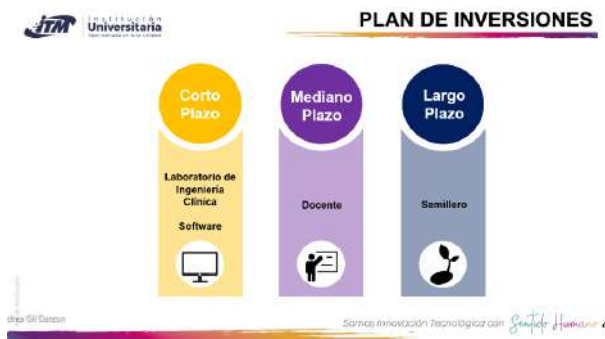 ITM
Institución
Universitaria
PLAN DE INVERSIONES
Corto
Plazo
Mediano
Plazo
Largo
Plazo
Laboratorio de
Ingeniería
Clínica
Software
Docente
Semillero
Somos Innovación Tecnológica con Sentido Humano